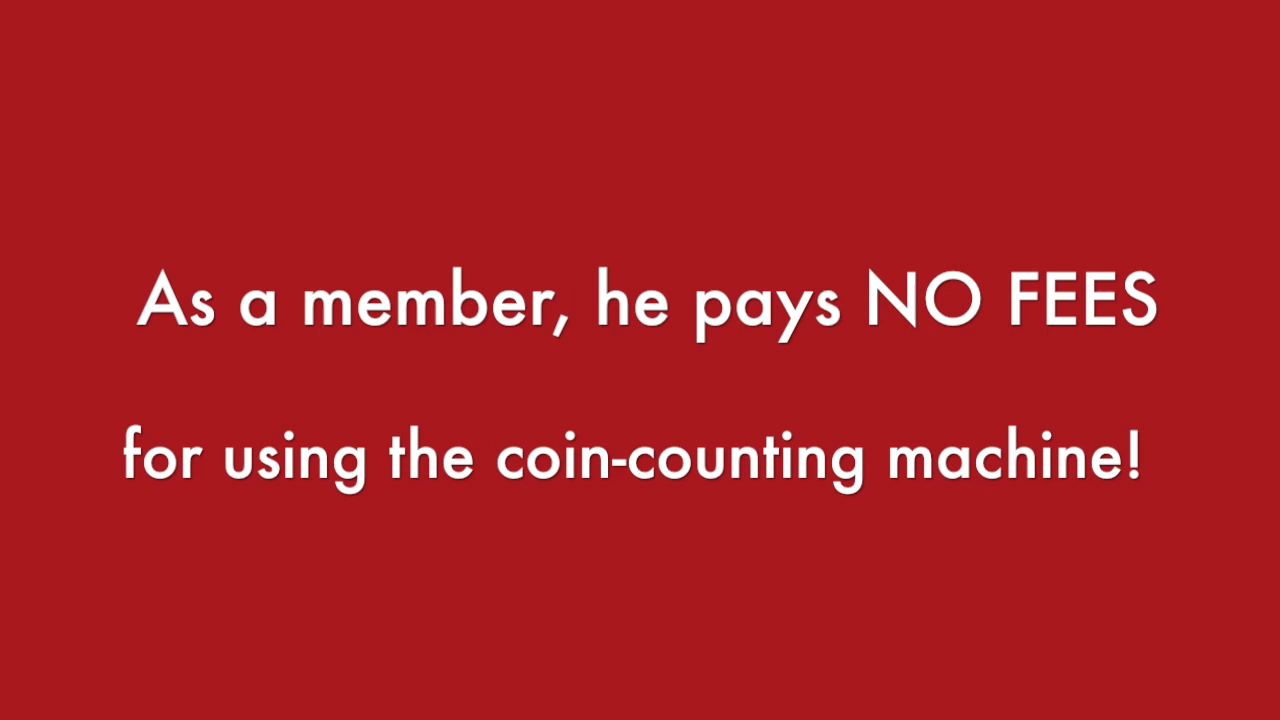 As a member, he pays NO FEES
for using the coin-counting machine!